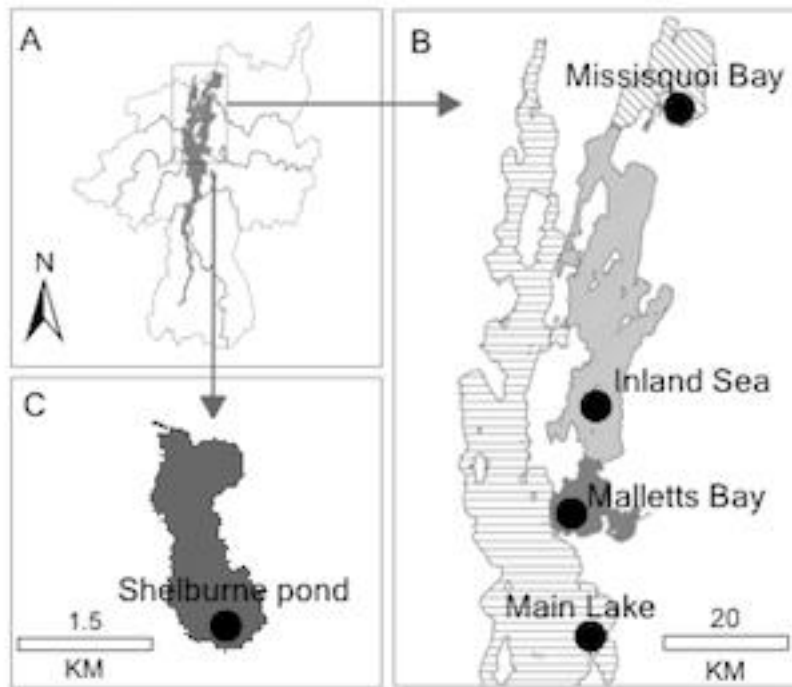 A
N
B
Missisquoi Bay
Inland Sea
Malletts Bay
Main Lake
20
KM
C
Shelburne pond
1.5
KM